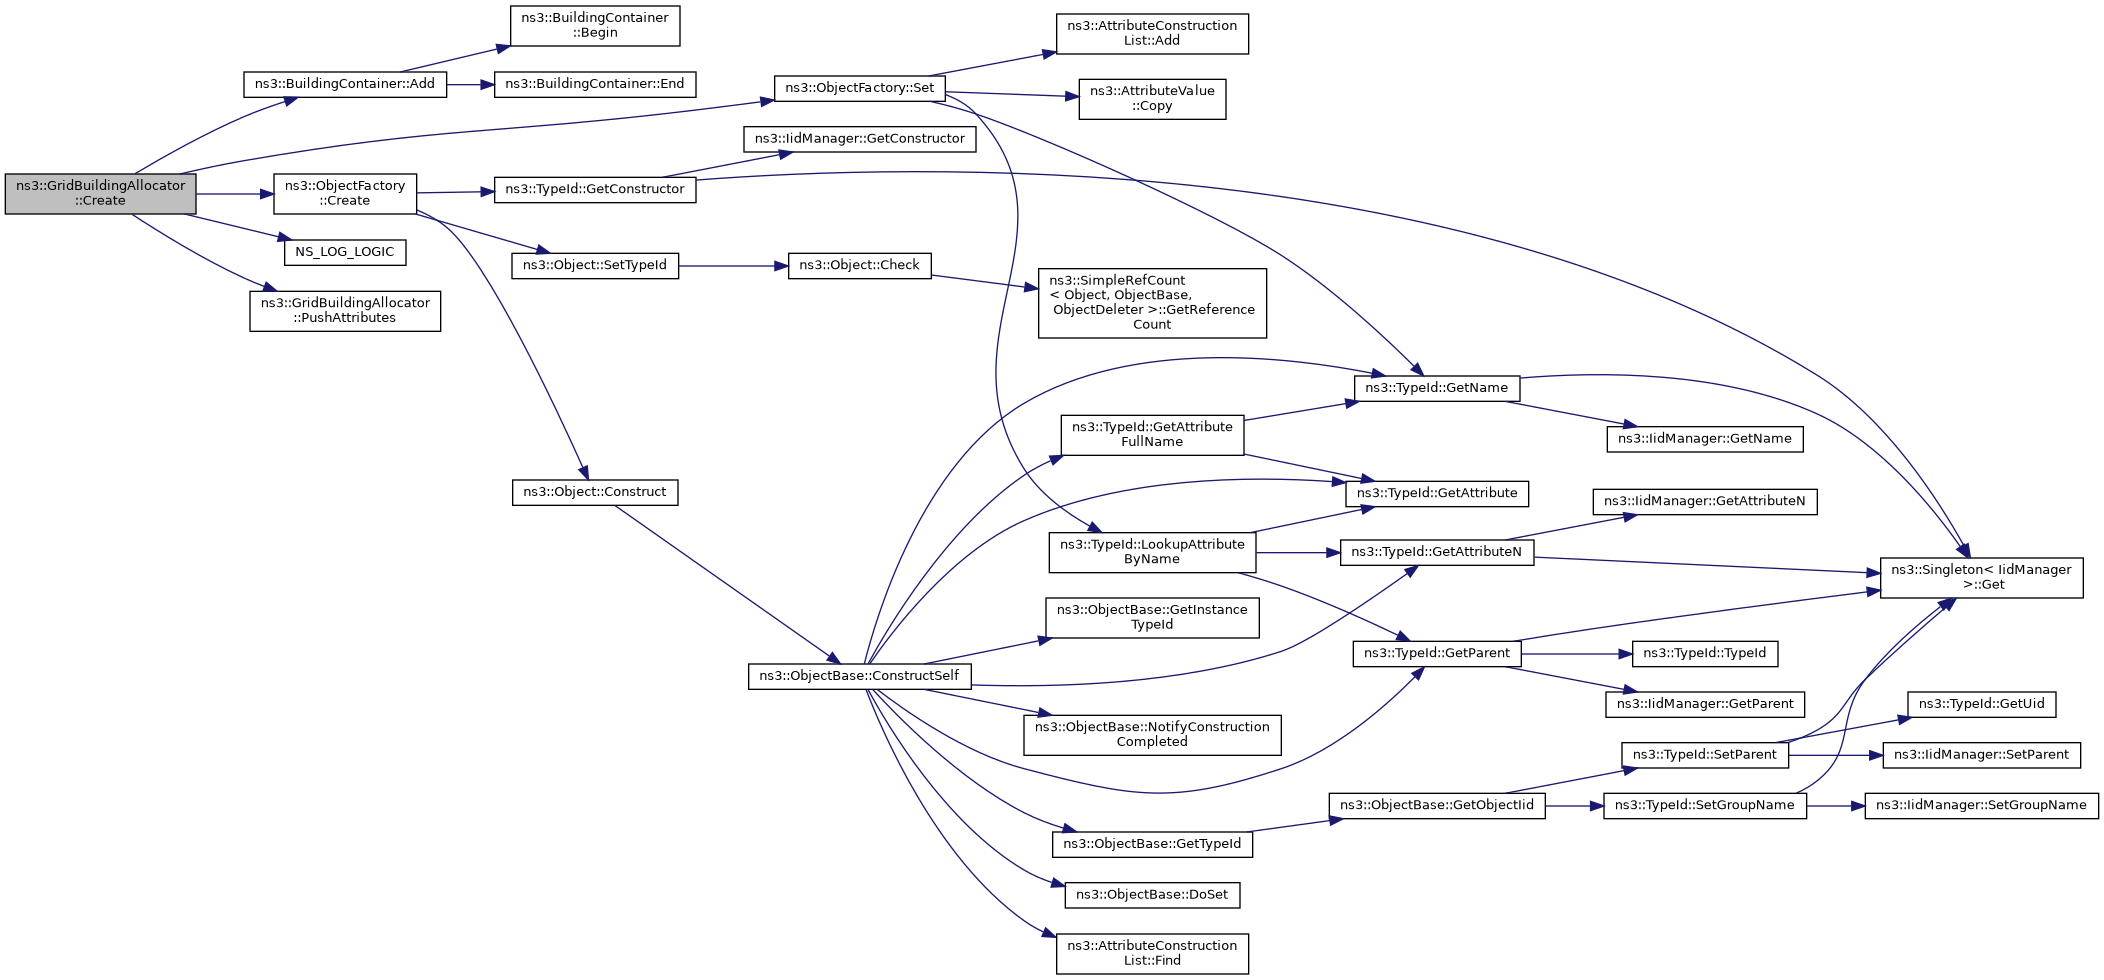 ns3::GridBuildingAllocator
::Create
ns3::BuildingContainer::Add
ns3::BuildingContainer
::Begin
ns3::BuildingContainer::End
ns3::ObjectFactory::Set
ns3::AttributeConstruction
List::Add
ns3::AttributeValue
::Copy
ns3::IidManager::GetConstructor
ns3::ObjectFactory
::Create
ns3::TypeId::GetConstructor
NS_LOG_LOGIC
ns3::Object::SetTypeId
ns3::Object::Check
ns3::SimpleRefCount
< Object, ObjectBase,
ObjectDeleter >::GetReference
Count
ns3::GridBuildingAllocator
::PushAttributes
ns3::TypeId::GetName
ns3::TypeId::GetAttribute
FullName
ns3::IidManager::GetName
ns3::Object::Construct
ns3::TypeId::GetAttribute
ns3::IidManager::GetAttributeN
ns3::TypeId::LookupAttribute
ByName
ns3::TypeId::GetAttributeN
ns3::Singleton< IidManager
>::Get
ns3::ObjectBase::GetInstance
TypeId
ns3::TypeId::GetParent
ns3::TypeId::TypeId
ns3::ObjectBase::ConstructSelf
ns3::IidManager::GetParent
ns3::TypeId::GetUid
ns3::ObjectBase::NotifyConstruction
Completed
ns3::TypeId::SetParent
ns3::IidManager::SetParent
ns3::ObjectBase::GetObjectIid
ns3::TypeId::SetGroupName
ns3::IidManager::SetGroupName
ns3::ObjectBase::GetTypeId
ns3::ObjectBase::DoSet
ns3::AttributeConstruction
List::Find